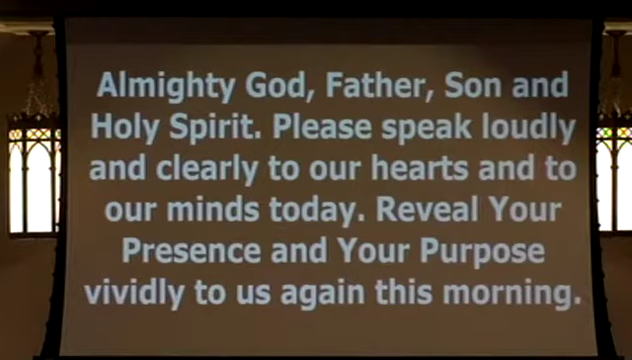 Almighty God, Father, Son and
Holy Spirit. Please speak loudly
and clearly to our hearts and to
our minds today. Reveal Your
Presence and Your Purpose
vividly to us again this morning.